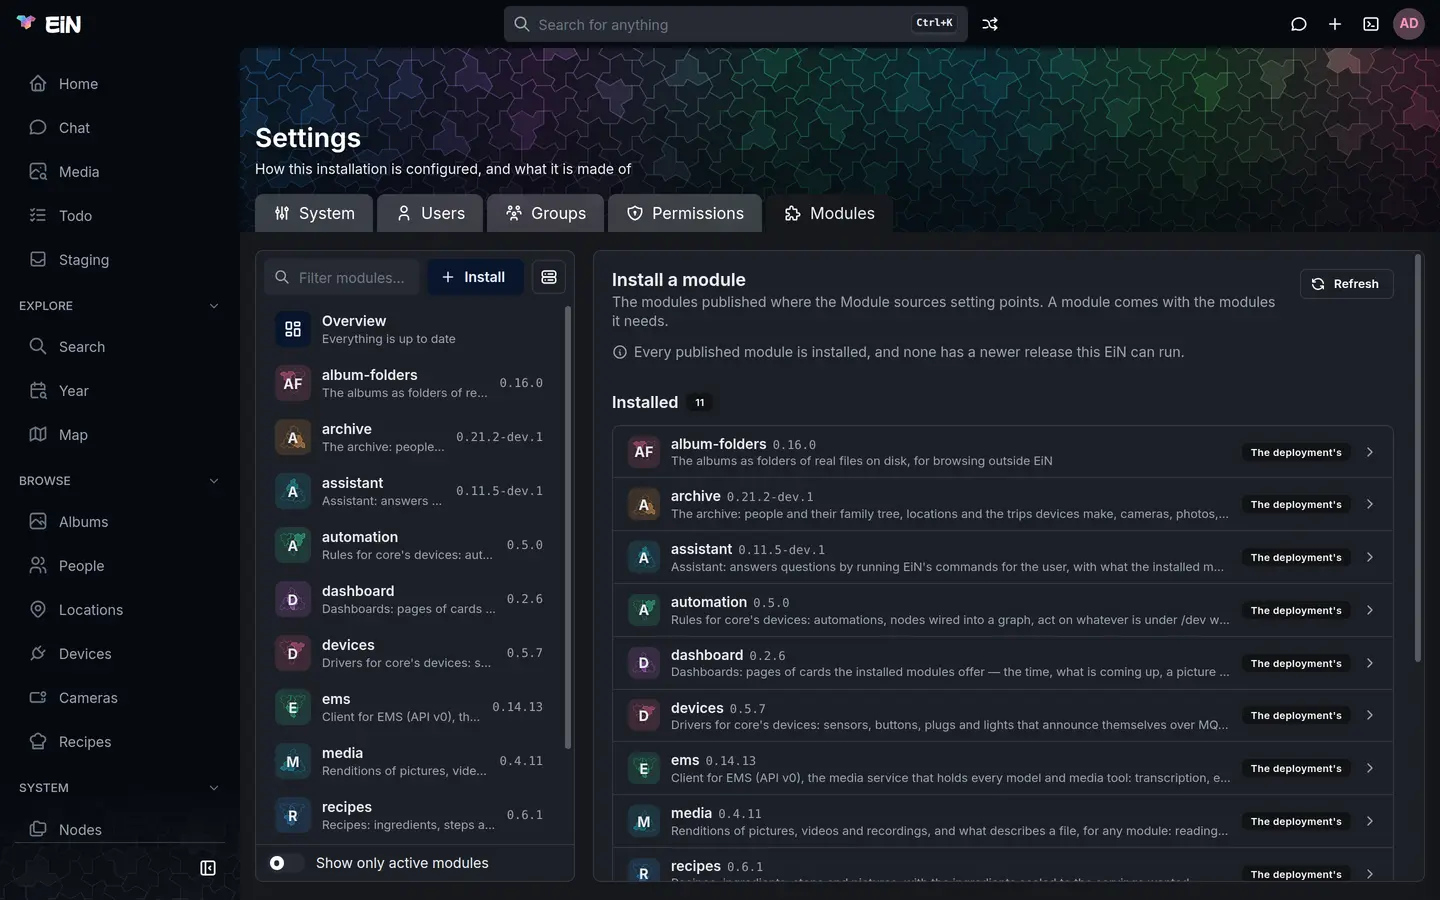 EiN
Search for anything
Ctrl+K
AD
Home
Chat
Media
Todo
Staging
EXPLORE
Search
Year
Map
BROWSE
Albums
People
Locations
Devices
Cameras
Recipes
SYSTEM
Nodes
Settings
How this installation is configured, and what it is made of
System
Users
Groups
Permissions
Modules
Filter modules...
Install
Overview
Everything is up to date
AF
album-folders
The albums as folders of re...
0.16.0
A
archive
The archive: people...
0.21.2-dev.1
A
assistant
Assistant: answers ...
0.11.5-dev.1
A
automation
Rules for core's devices: aut...
0.5.0
D
dashboard
Dashboards: pages of cards ...
0.2.6
D
devices
Drivers for core's devices: s...
0.5.7
E
ems
Client for EMS (API v0), th...
0.14.13
M
media
Renditions of pictures, vide...
0.4.11
R
recipes
Recipes: ingredients, steps a...
0.6.1
Show only active modules
Install a module
The modules published where the Module sources setting points. A module comes with the modules
it needs.
Refresh
Every published module is installed, and none has a newer release this EiN can run.
Installed 11
AF
album-folders 0.16.0
The albums as folders of real files on disk, for browsing outside EiN
The deployment's
A
archive 0.21.2-dev.1
The archive: people and their family tree, locations and the trips devices make, cameras, photos,...
The deployment's
A
assistant 0.11.5-dev.1
Assistant: answers questions by running EiN's commands for the user, with what the installed m...
The deployment's
A
automation 0.5.0
Rules for core's devices: automations, nodes wired into a graph, act on whatever is under /dev w...
The deployment's
D
dashboard 0.2.6
Dashboards: pages of cards the installed modules offer — the time, what is coming up, a picture ...
The deployment's
D
devices 0.5.7
Drivers for core's devices: sensors, buttons, plugs and lights that announce themselves over MQ...
The deployment's
E
ems 0.14.13
Client for EMS (API v0), the media service that holds every model and media tool: transcription, e...
The deployment's
M
media 0.4.11
Renditions of pictures, videos and recordings, and what describes a file, for any module: reading...
The deployment's
R
recipes 0.6.1
The deployment's